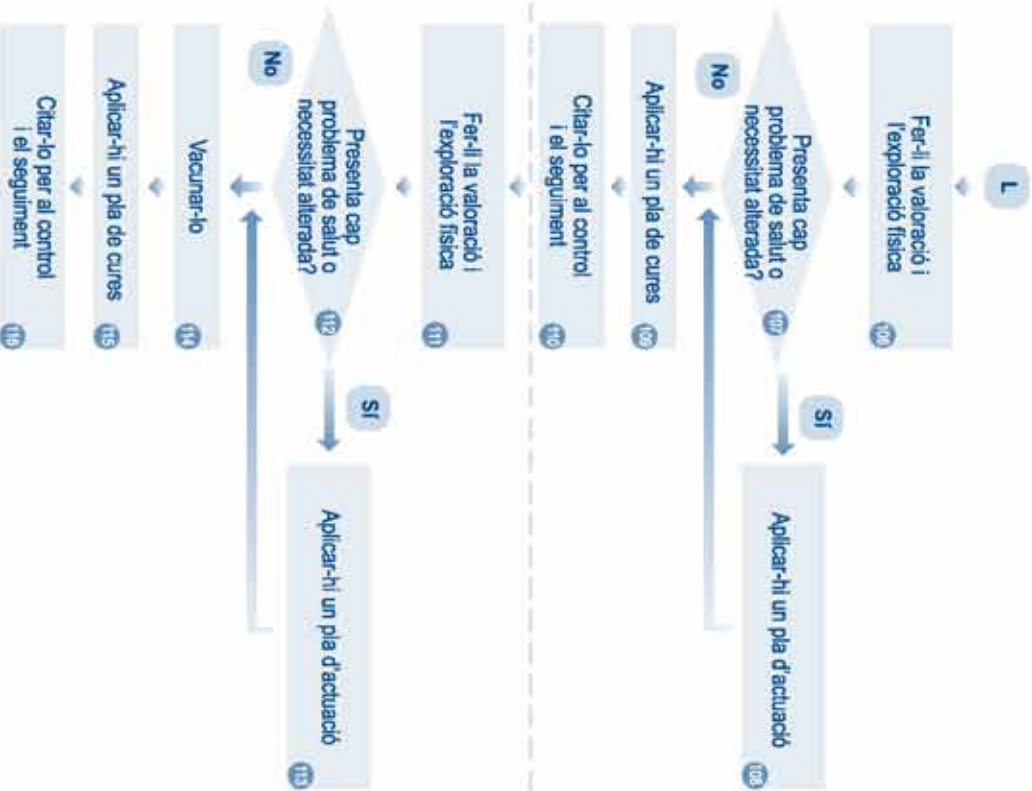 L
Fer-li la valoració i
l'exploració física
106
Presenta cap
problema de salut o
necessitat alterada?
107
Sí
Aplicar-hi un pla d'actuació
108
No
Aplicar-hi un pla de cures
109
Citar-lo per al control
i el seguiment
110
Fer-li la valoració i
l'exploració física
111
Presenta cap
problema de salut o
necessitat alterada?
112
Sí
Aplicar-hi un pla d'actuació
113
No
Vacunar-lo
114
Aplicar-hi un pla de cures
115
Citar-lo per al control
i el seguiment
116